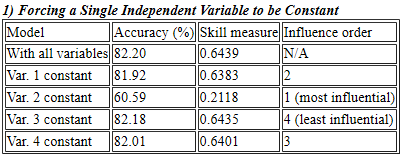 1) Forcing a Single Independent Variable to be Constant
Model Accuracy (%) Skill measure Influence order
With all variables 82.20 0.6439 N/A
Var. 1 constant 81.92 0.6383 2
Var. 2 constant 60.59 0.2118 1 (most influential)
Var. 3 constant 82.18 0.6435 4 (least influential)
Var. 4 constant 82.01 0.6401 3